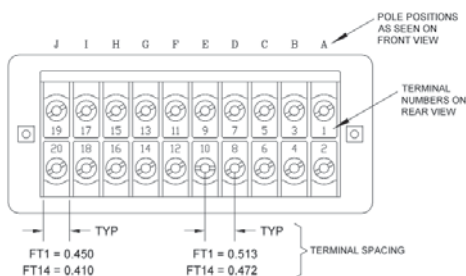 POLE POSITIONS
AS SEEN ON
FRONT VIEW
J I H G F E D C B A
TERMINAL
NUMBERS ON
REAR VIEW
19 17 15 13 11 9 7 5 3 1
20 18 16 14 12 10 8 6 4 2
TYP TYP
FT1 = 0.450 FT1 = 0.513
FT14 = 0.410 FT14 = 0.472
TERMINAL SPACING